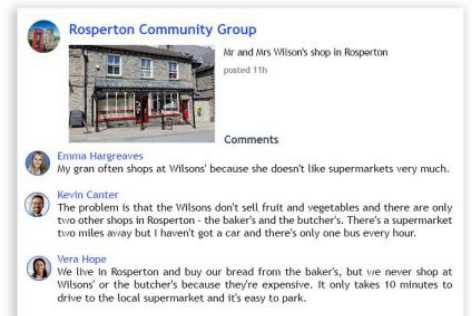 Rosperton Community Group
Mr and Mrs Wilson's shop in Rosperton
posted 11h
Comments
Emma Hargreaves
My gran often shops at Wilsons' because she doesn't like supermarkets very much.
Kevin Canter
The problem is that the Wilsons don't sell fruit and vegetables and there are only
two other shops in Rosperton - the baker's and the butcher's. There's a supermarket
two miles away but I haven't got a car and there's only one bus every hour.
Vera Hope
We live in Rosperton and buy our bread from the baker's, but we never shop at
Wilsons' or the butcher's because they're expensive. It only takes 10 minutes to
drive to the local supermarket and it's easy to park.